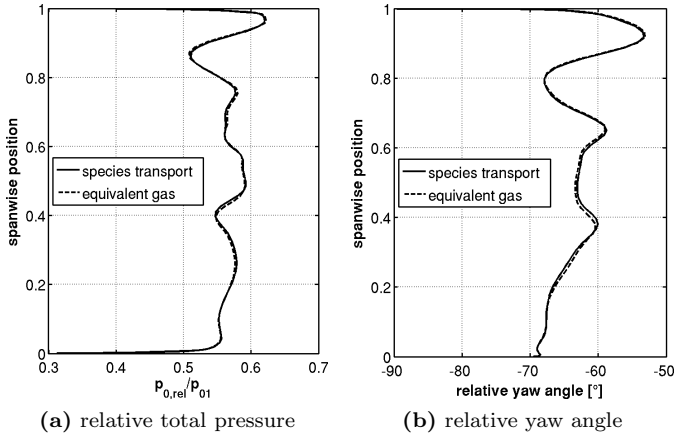 1
0.8
0.6
0.4
0.2
0
spanwise position
species transport
equivalent gas
0.3 0.4 0.5 0.6 0.7
p0,rel/p01
(a) relative total pressure
1
0.8
0.6
0.4
0.2
0
spanwise position
species transport
equivalent gas
-90 -80 -70 -60 -50
relative yaw angle [°]
(b) relative yaw angle